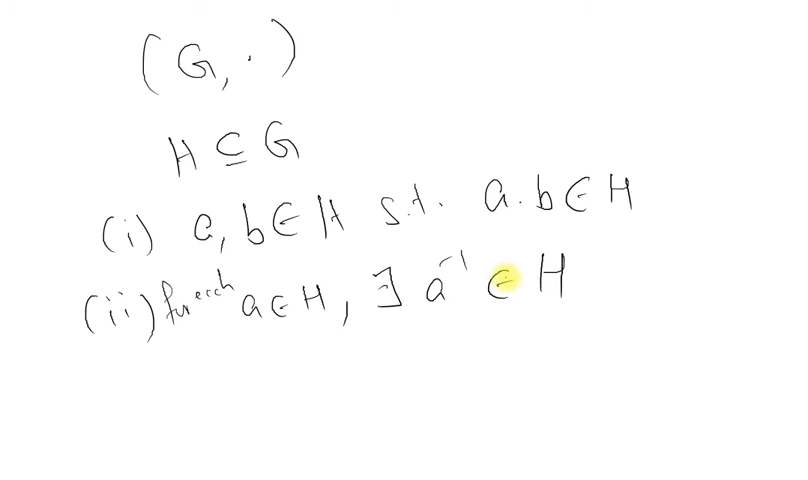 (G, ·)
H ⊆ G
(i) a, b ∈ H s.t. a.b ∈ H
(ii) for each a ∈ H, ∃ a⁻¹ ∈ H